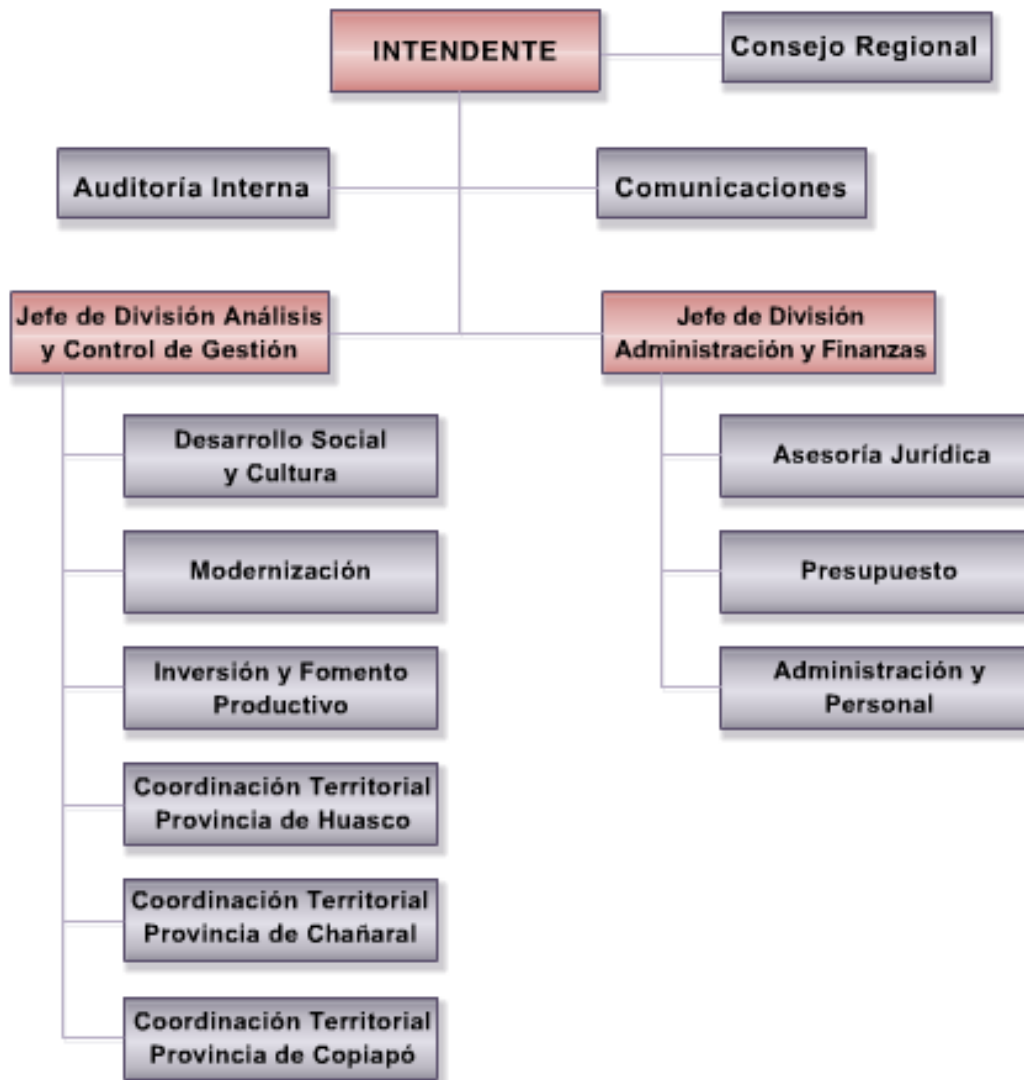 INTENDENTE
Consejo Regional
Auditoría Interna
Comunicaciones
Jefe de División Análisis
y Control de Gestión
Jefe de División
Administración y Finanzas
Desarrollo Social
y Cultura
Modernización
Inversión y Fomento
Productivo
Coordinación Territorial
Provincia de Huasco
Coordinación Territorial
Provincia de Chañaral
Coordinación Territorial
Provincia de Copiapó
Asesoría Jurídica
Presupuesto
Administración y
Personal